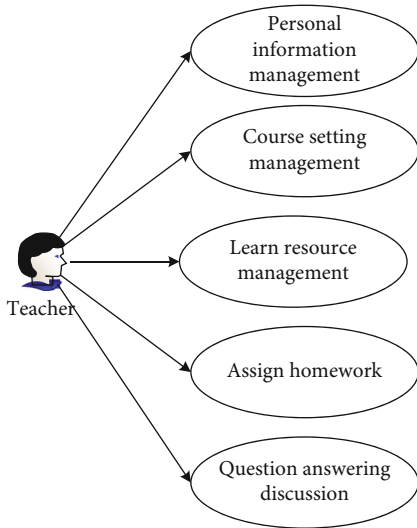 Personal
information
management
Course setting
management
Learn resource
management
Teacher
Assign homework
Question answering
discussion